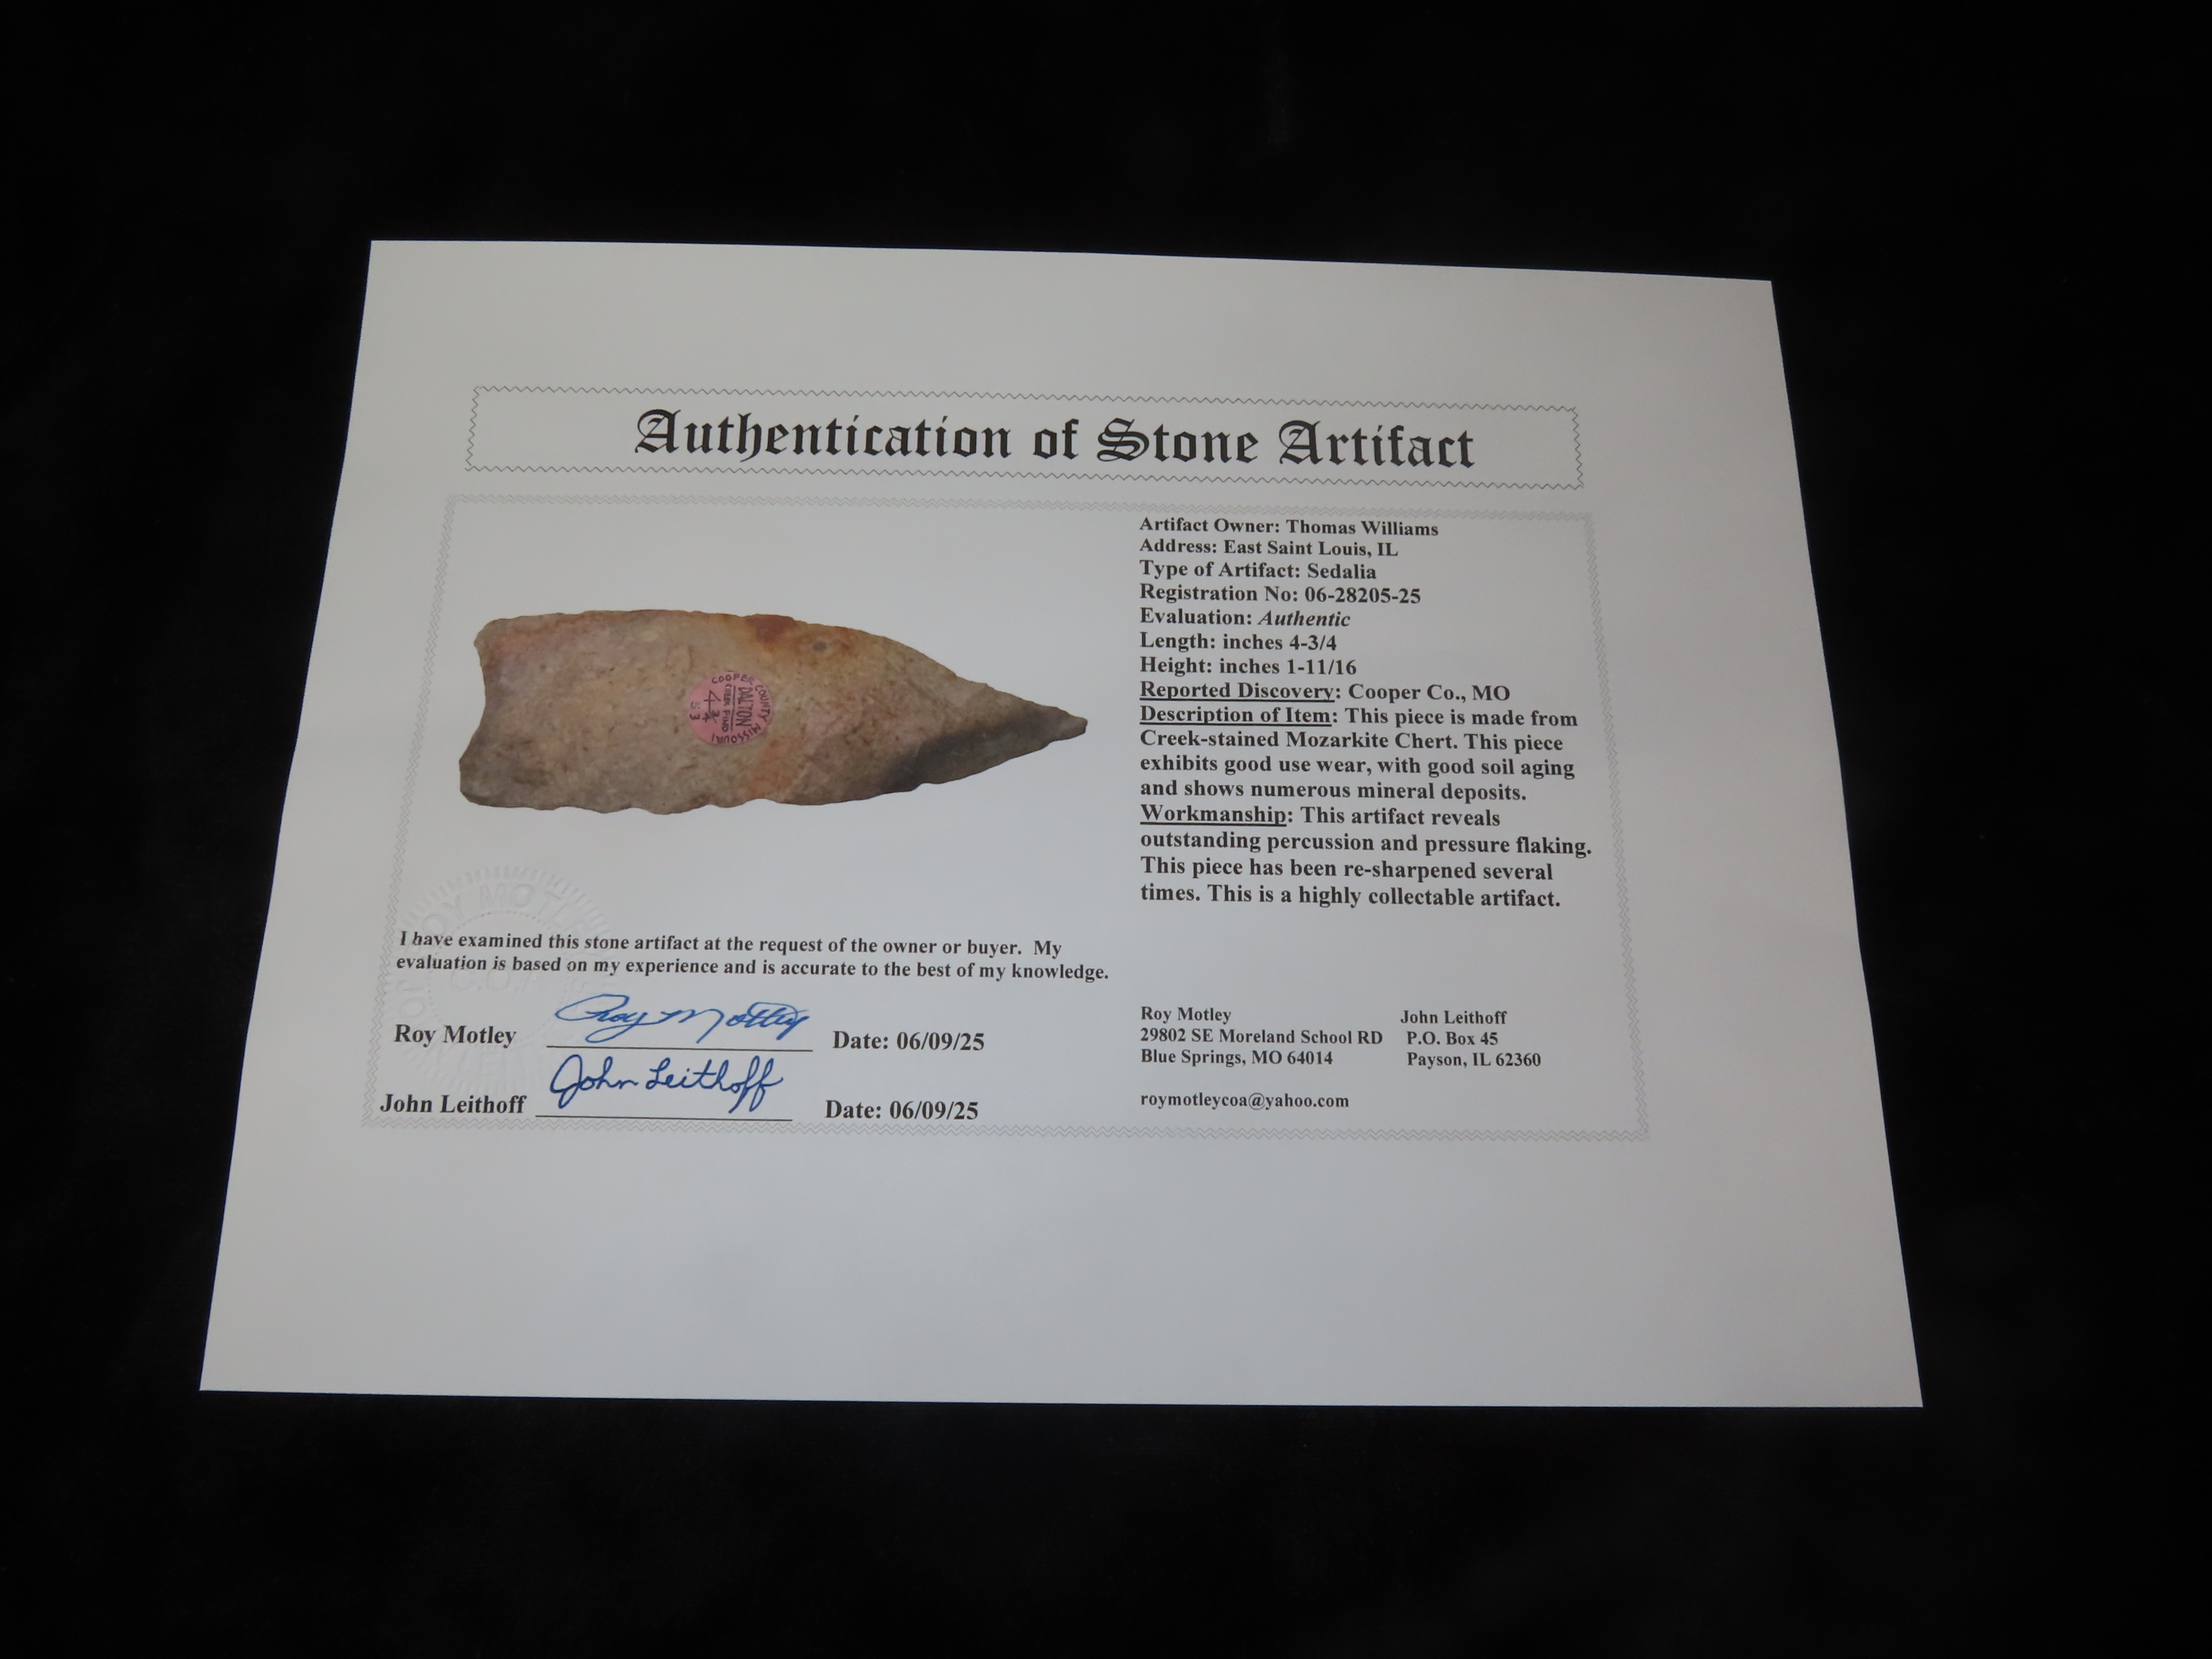 Authentication of Stone Artifact
Artifact Owner: Thomas Williams
Address: East Saint Louis, IL
Type of Artifact: Sedalia
Registration No: 06-28205-25
Evaluation: Authentic
Length: inches 4-3/4
Height: inches 1-11/16
Reported Discovery: Cooper Co., MO
Description of Item: This piece is made from
Creek-stained Mozarkite Chert. This piece
exhibits good use wear, with good soil aging
and shows numerous mineral deposits.
Workmanship: This artifact reveals
outstanding percussion and pressure flaking.
This piece has been re-sharpened several
times. This is a highly collectable artifact.
COOPER COUNTY MISSOURI
DALTON
CREEK FIND
4 3/4
53
I have examined this stone artifact at the request of the owner or buyer. My
evaluation is based on my experience and is accurate to the best of my knowledge.
Roy Motley Roy Motley Date: 06/09/25
John Leithoff John Leithoff Date: 06/09/25
Roy Motley
29802 SE Moreland School RD
Blue Springs, MO 64014
roymotleycoa@yahoo.com
John Leithoff
P.O. Box 45
Payson, IL 62360
ROY MOTLEY